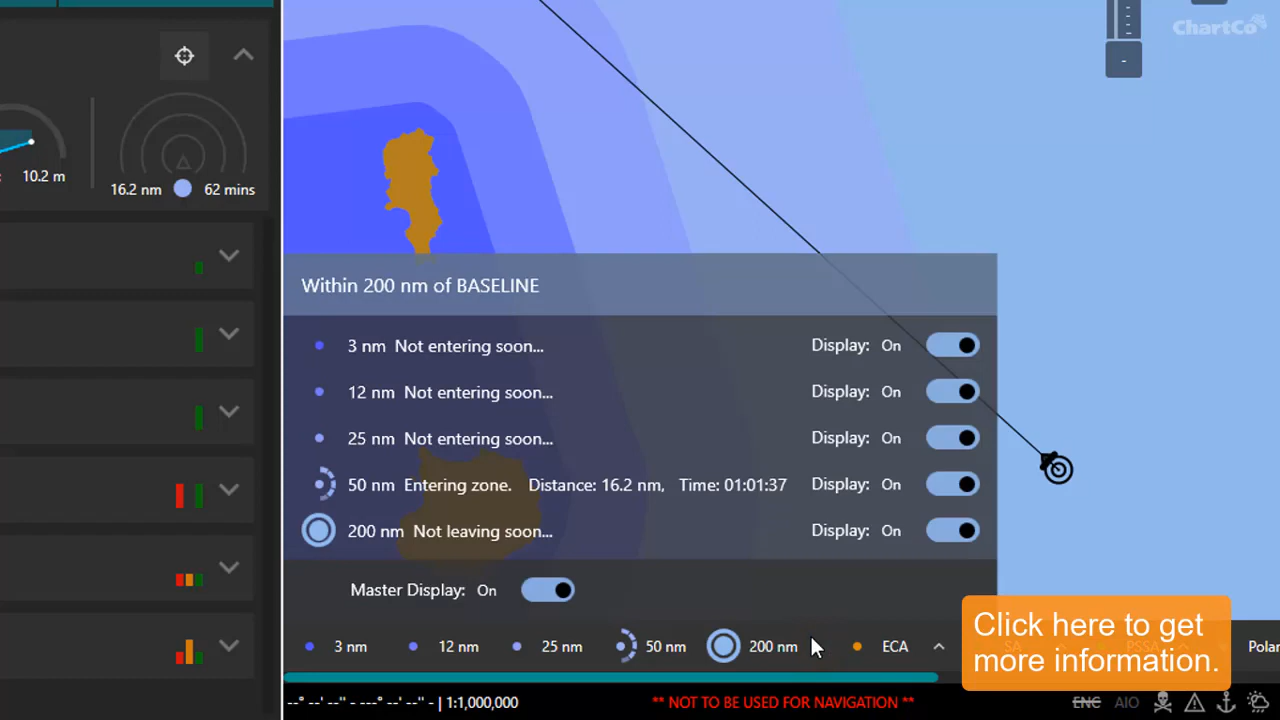 ChartCo
-
10.2 m
16.2 nm 62 mins
Within 200 nm of BASELINE
3 nm Not entering soon... Display: On
12 nm Not entering soon... Display: On
25 nm Not entering soon... Display: On
50 nm Entering zone. Distance: 16.2 nm, Time: 01:01:37 Display: On
200 nm Not leaving soon... Display: On
Master Display: On
Click here to get
more information.
3 nm 12 nm 25 nm 50 nm 200 nm ECA SA PSSA Polar
--° --' --'' - ---° --' --'' | 1:1,000,000 ** NOT TO BE USED FOR NAVIGATION ** ENC AIO